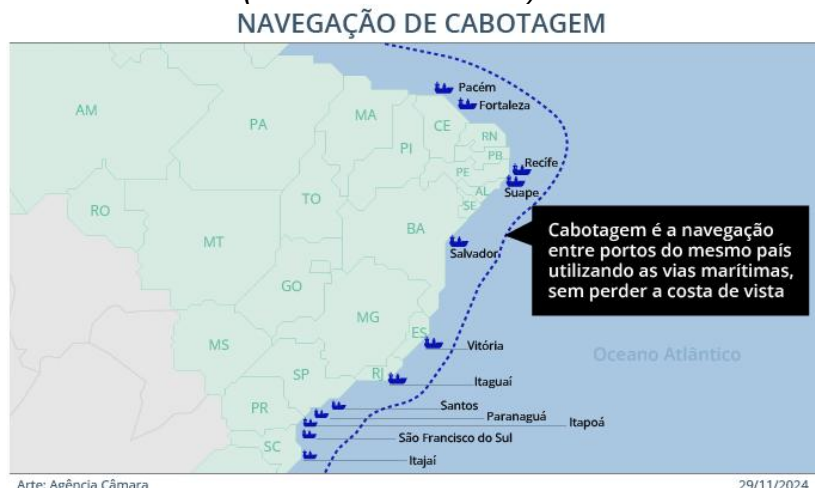 NAVEGAÇÃO DE CABOTAGEM
Pacém
Fortaleza
AM
PA
MA
CE
RN
PI
PB
Recife
PE
Suape
AL
SE
RO
TO
BA
MT
Salvador
Cabotagem é a navegação
entre portos do mesmo país
utilizando as vias marítimas,
sem perder a costa de vista
GO
MG
ES
MS
Vitória
Oceano Atlântico
SP
RJ
Itaguaí
PR
Santos
Paranaguá
Itapoá
São Francisco do Sul
SC
Itajaí
Arte: Agência Câmara
29/11/2024